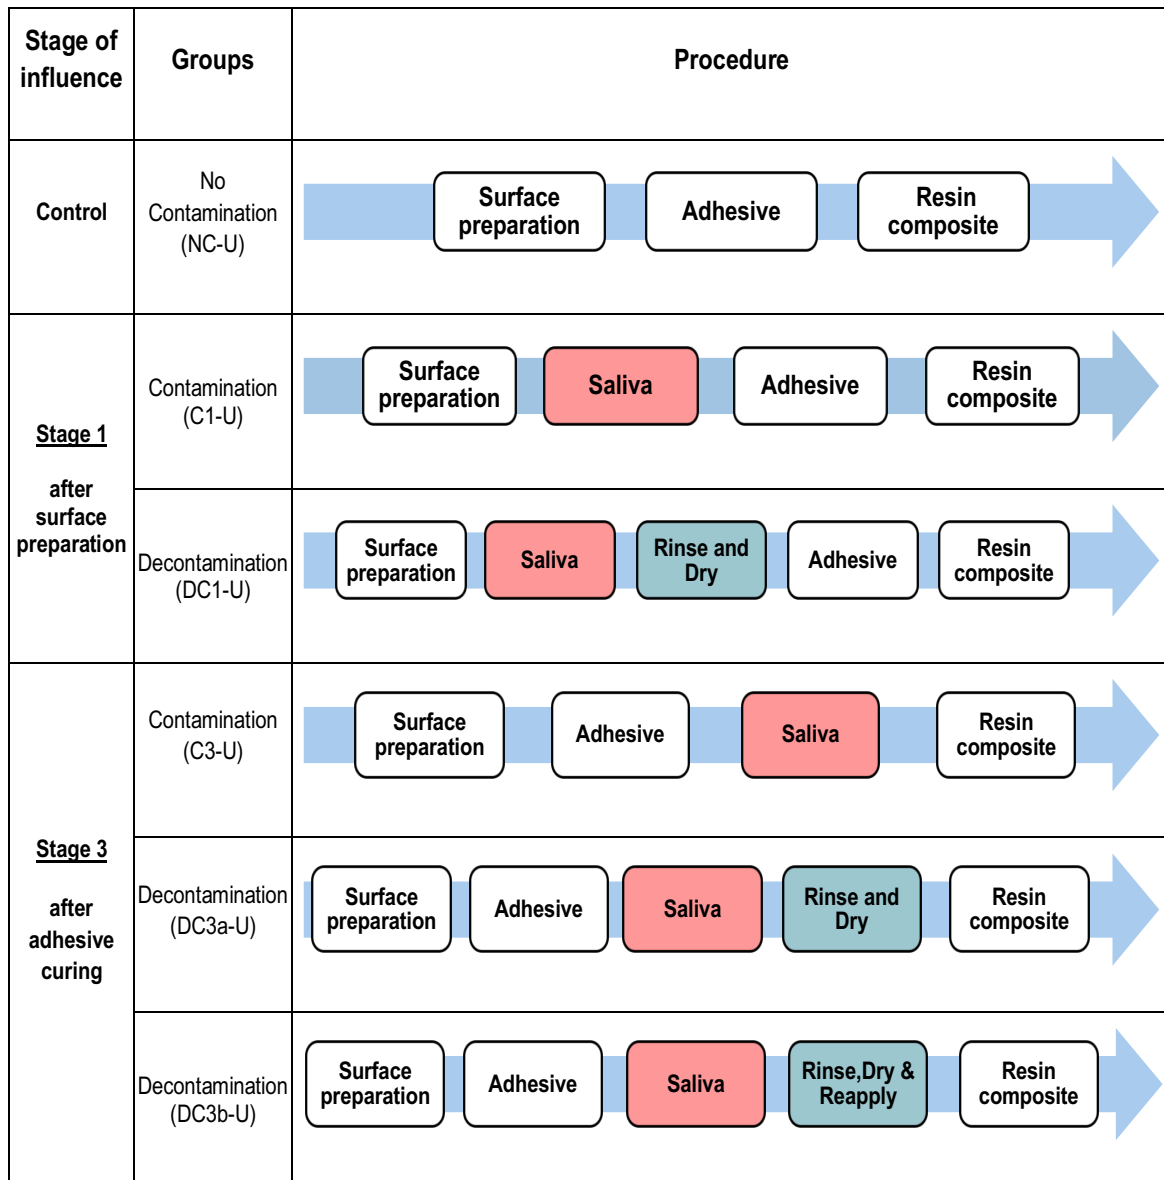 Stage of
influence
Groups
Procedure
Control
No
Contamination
(NC-U)
Surface
preparation
Adhesive
Resin
composite
Stage 1
after
surface
preparation
Contamination
(C1-U)
Surface
preparation
Saliva
Adhesive
Resin
composite
Decontamination
(DC1-U)
Surface
preparation
Saliva
Rinse and
Dry
Adhesive
Resin
composite
Stage 3
after
adhesive
curing
Contamination
(C3-U)
Surface
preparation
Adhesive
Saliva
Resin
composite
Decontamination
(DC3a-U)
Surface
preparation
Adhesive
Saliva
Rinse and
Dry
Resin
composite
Decontamination
(DC3b-U)
Surface
preparation
Adhesive
Saliva
Rinse,Dry &
Reapply
Resin
composite